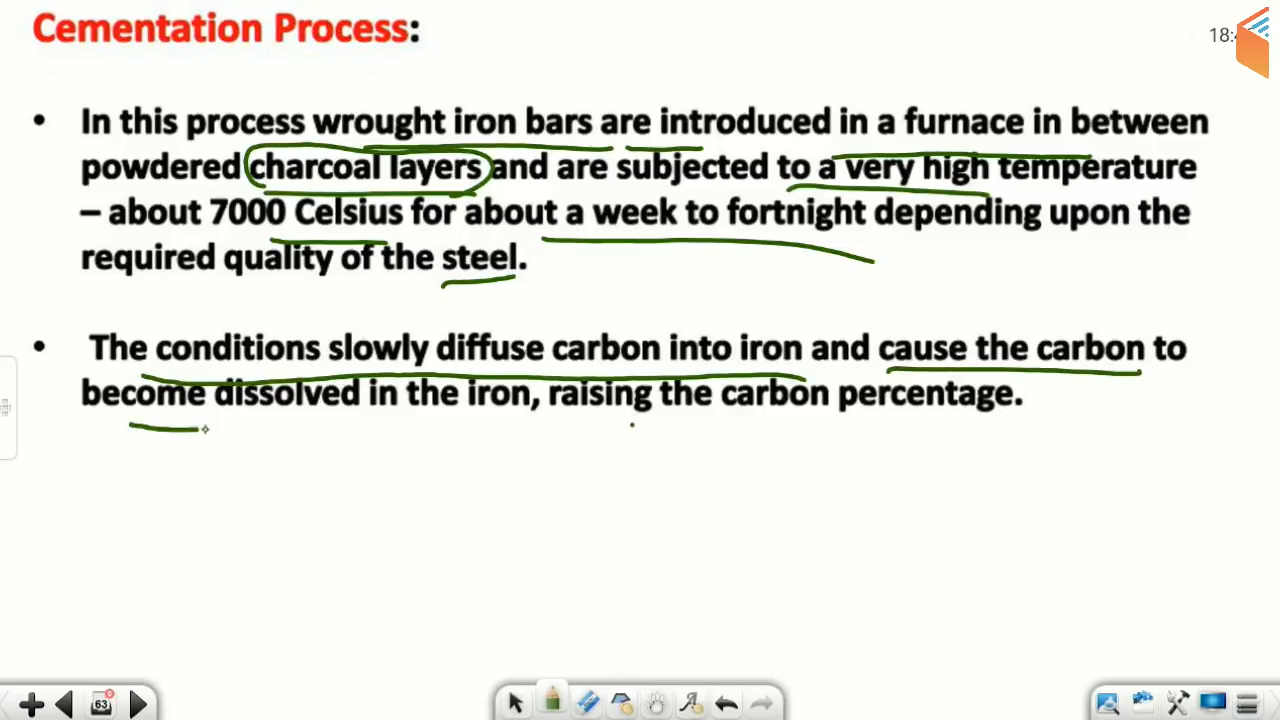 Cementation Process:
18:4
• In this process wrought iron bars are introduced in a furnace in between
powdered charcoal layers and are subjected to a very high temperature
– about 7000 Celsius for about a week to fortnight depending upon the
required quality of the steel.
• The conditions slowly diffuse carbon into iron and cause the carbon to
become dissolved in the iron, raising the carbon percentage.
63